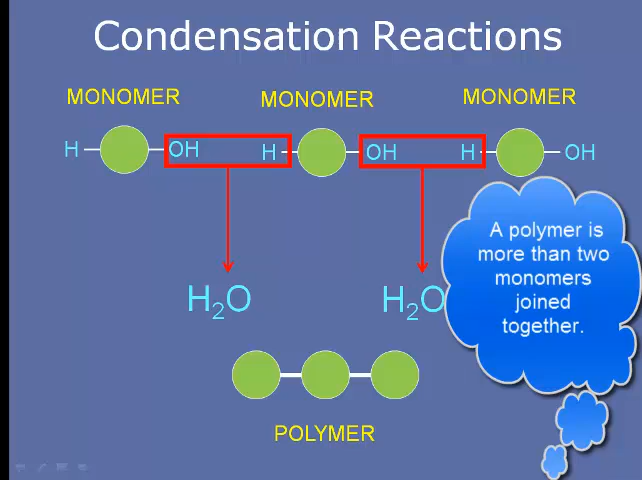 Condensation Reactions
MONOMER
MONOMER
MONOMER
H
OH
H
OH
H
OH
A polymer is
more than two
monomers
joined
together.
H₂O
H₂O
POLYMER